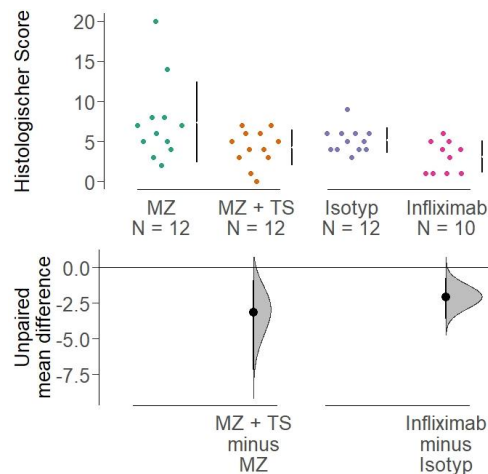 Histologischer Score
20
15
10
5
0
MZ
N = 12
MZ + TS
N = 12
Isotyp
N = 12
Infliximab
N = 10
Unpaired
mean difference
0.0
-2.5
-5.0
-7.5
MZ + TS
minus
MZ
Infliximab
minus
Isotyp